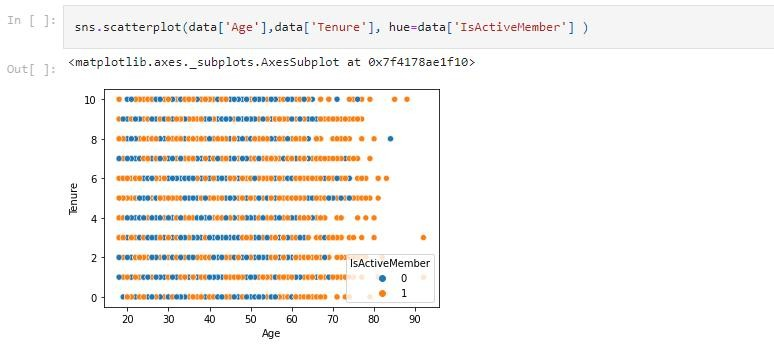 In [ ]: sns.scatterplot(data['Age'],data['Tenure'], hue=data['IsActiveMember'] )
Out[ ]: <matplotlib.axes._subplots.AxesSubplot at 0x7f4178ae1f10>
10
8
6
Tenure
4
2
0
IsActiveMember
0
1
20 30 40 50 60 70 80 90
Age